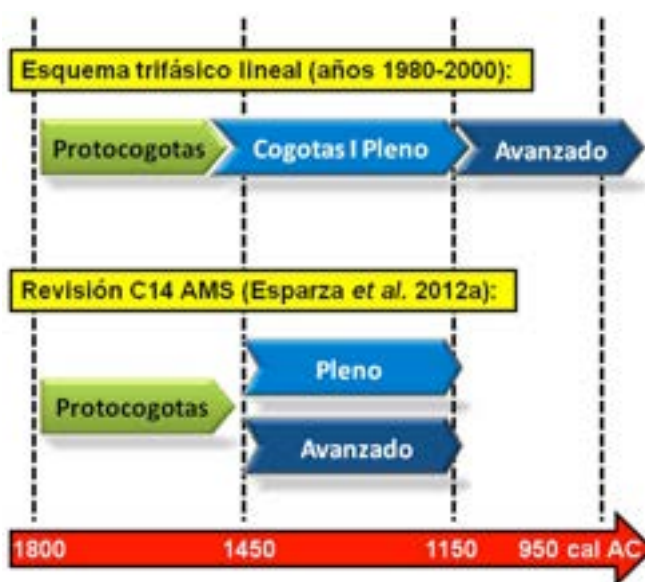 Esquema trifásico lineal (años 1980-2000):
Protocogotas Cogotas I Pleno Avanzado
Revisión C14 AMS (Esparza et al. 2012a):
Pleno
Protocogotas
Avanzado
1800 1450 1150 950 cal AC